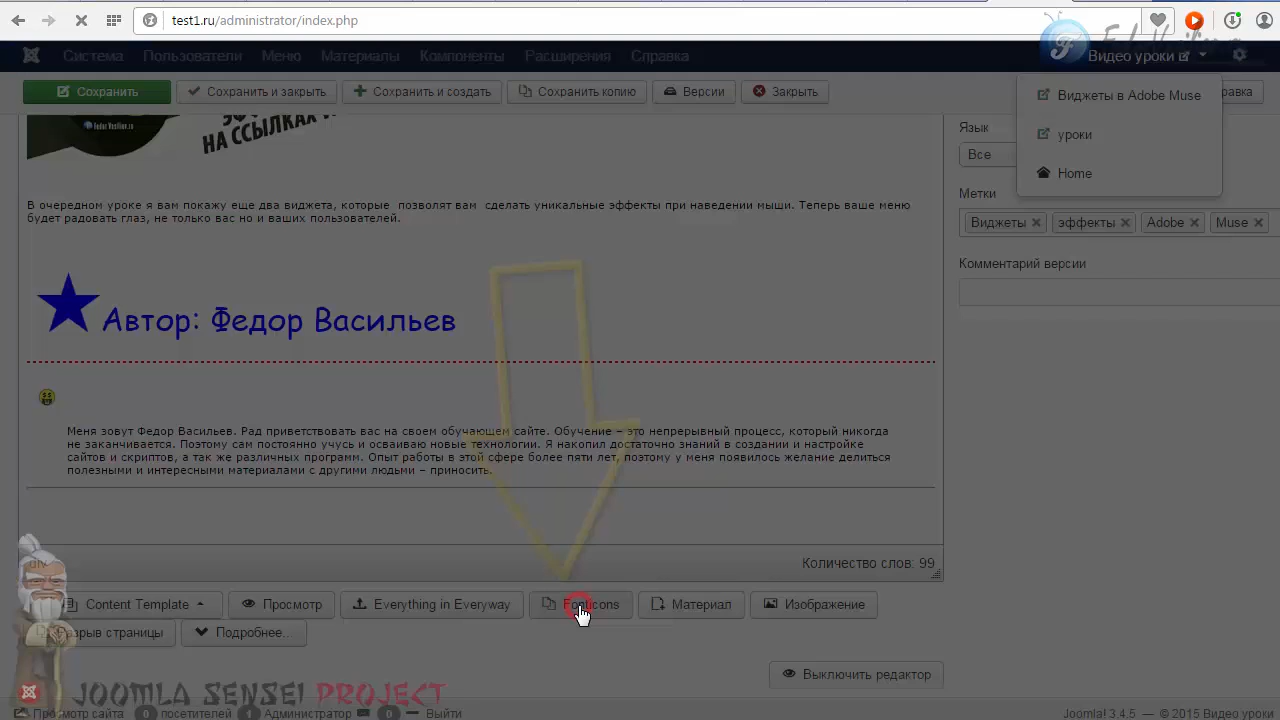 test1.ru/administrator/index.php
Система Пользователи Меню Материалы Компоненты Расширения Справка Видео уроки
Сохранить Сохранить и закрыть Сохранить и создать Сохранить копию Версии Закрыть
Виджеты в Adobe Muse
уроки
Home
Язык
Все
Метки
Виджеты эффекты Adobe Muse
Комментарий версии
НА ССЫЛКАХ
В очередном уроке я вам покажу еще два виджета, которые позволят вам сделать уникальные эффекты при наведении мыши. Теперь ваше меню
будет радовать глаз, не только вас но и ваших пользователей.
Автор: Федор Васильев
Меня зовут Федор Васильев. Рад приветствовать вас на своем обучающем сайте. Обучение – это непрерывный процесс, который никогда
не заканчивается. Поэтому сам постоянно учусь и осваиваю новые технологии. Я накопил достаточно знаний в создании и настройке
сайтов и скриптов, а так же различных программ. Опыт работы в этой сфере более пяти лет, поэтому у меня появилось желание делиться
полезными и интересными материалами с другими людьми – приносить.
div
Количество слов: 99
Content Template Просмотр Everything in Everyway Материал Изображение
Разрыв страницы Подробнее...
Выключить редактор
JOOMLA SENSEI PROJECT
Просмотр сайта 0 посетителей 1 Администратор 0 Выйти
Joomla! 3.4.5 — © 2015 Видео уроки